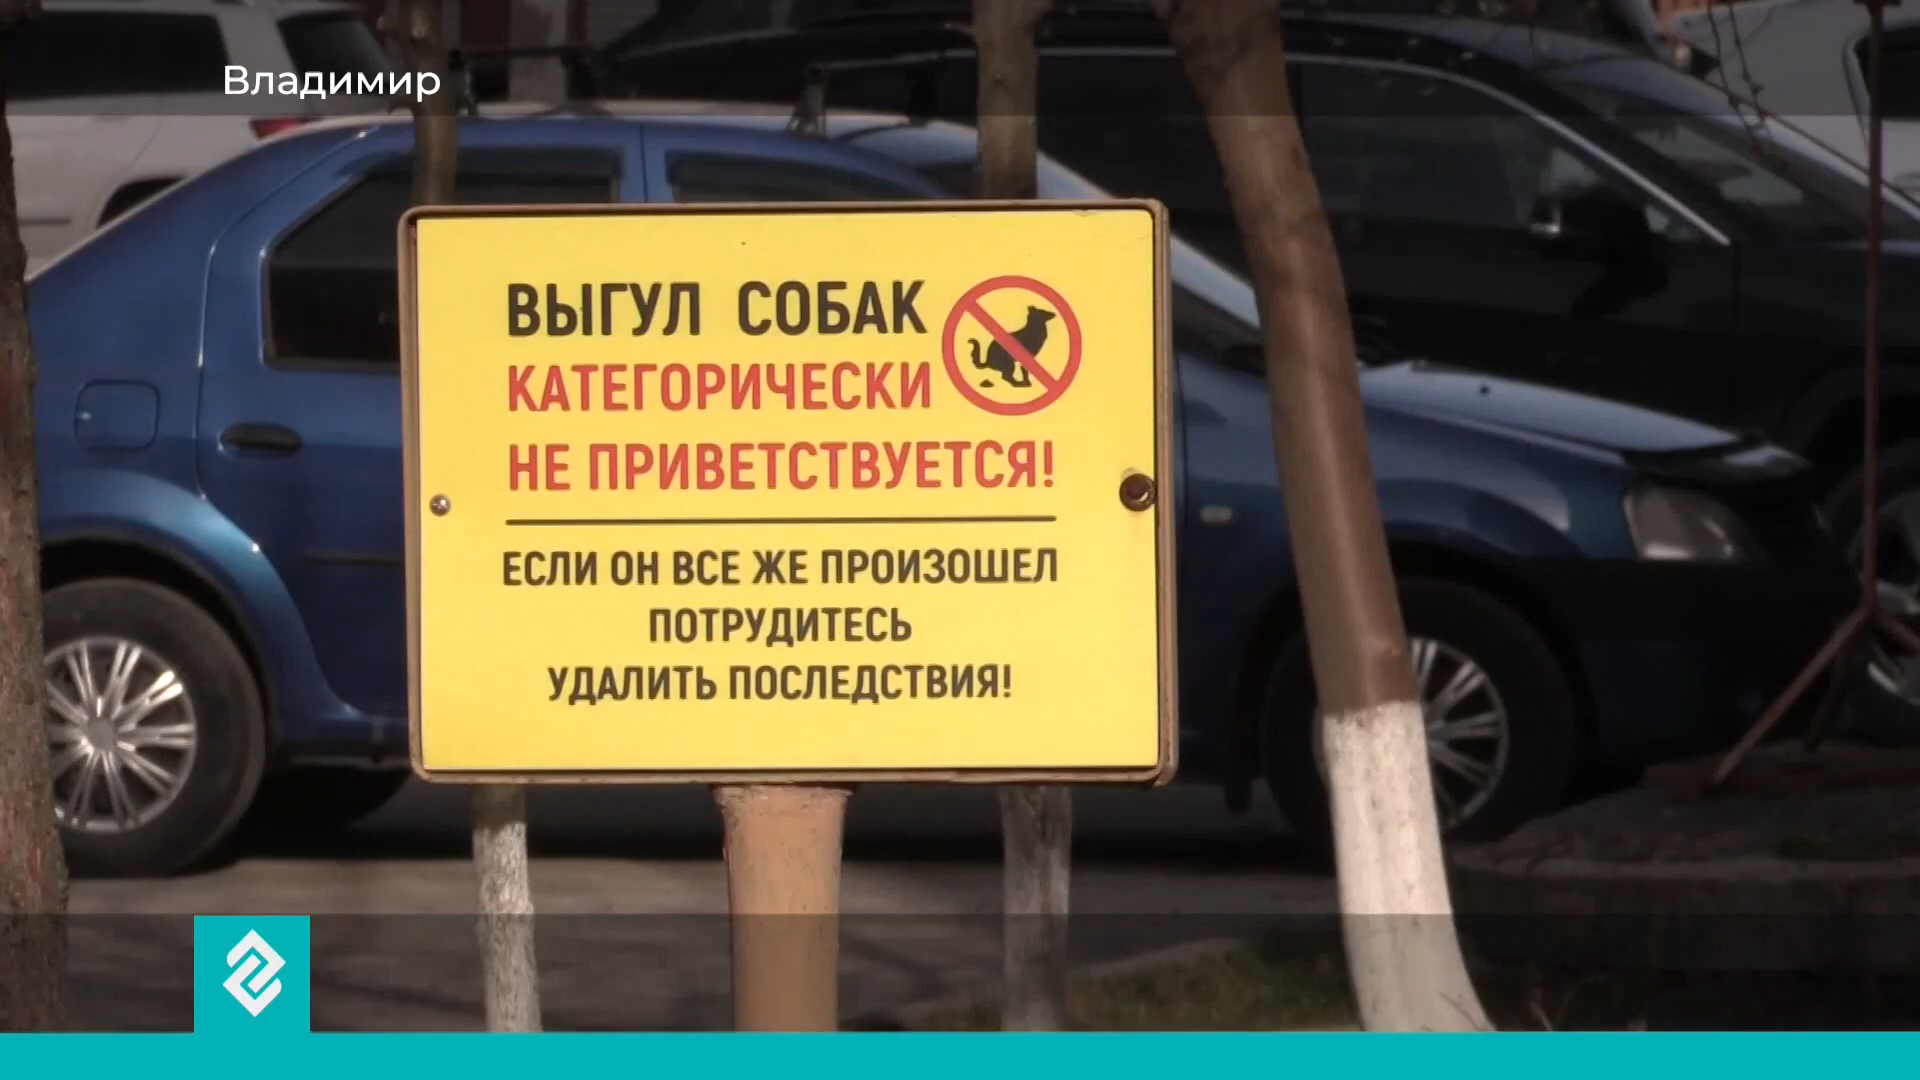 Владимир
ВЫГУЛ СОБАК
КАТЕГОРИЧЕСКИ
НЕ ПРИВЕТСТВУЕТСЯ!
ЕСЛИ ОН ВСЕ ЖЕ ПРОИЗОШЕЛ
ПОТРУДИТЕСЬ
УДАЛИТЬ ПОСЛЕДСТВИЯ!